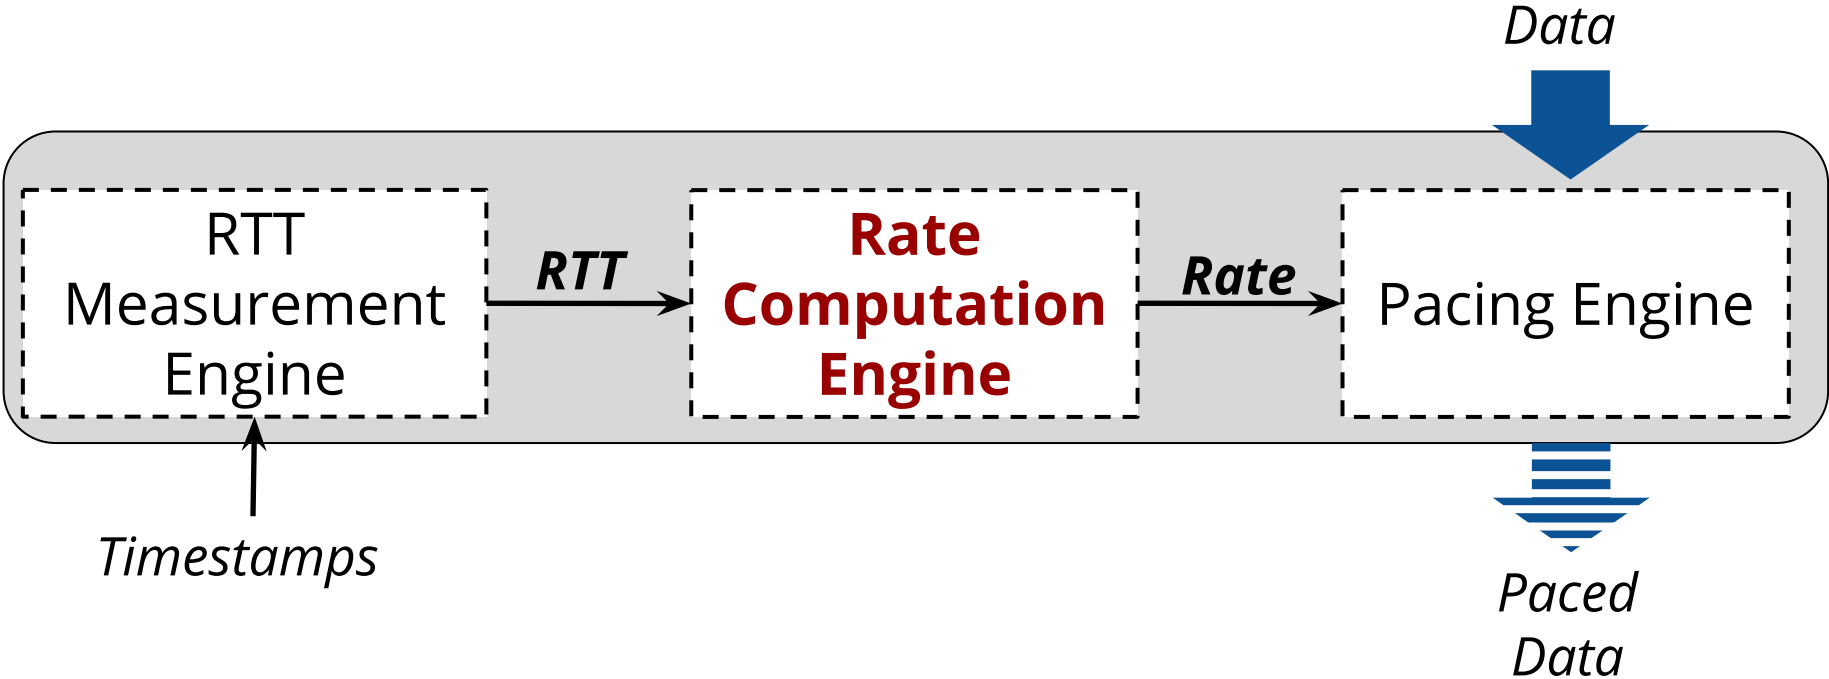 Data
RTT
Measurement
Engine
RTT
Rate
Computation
Engine
Rate
Pacing Engine
Timestamps
Paced
Data